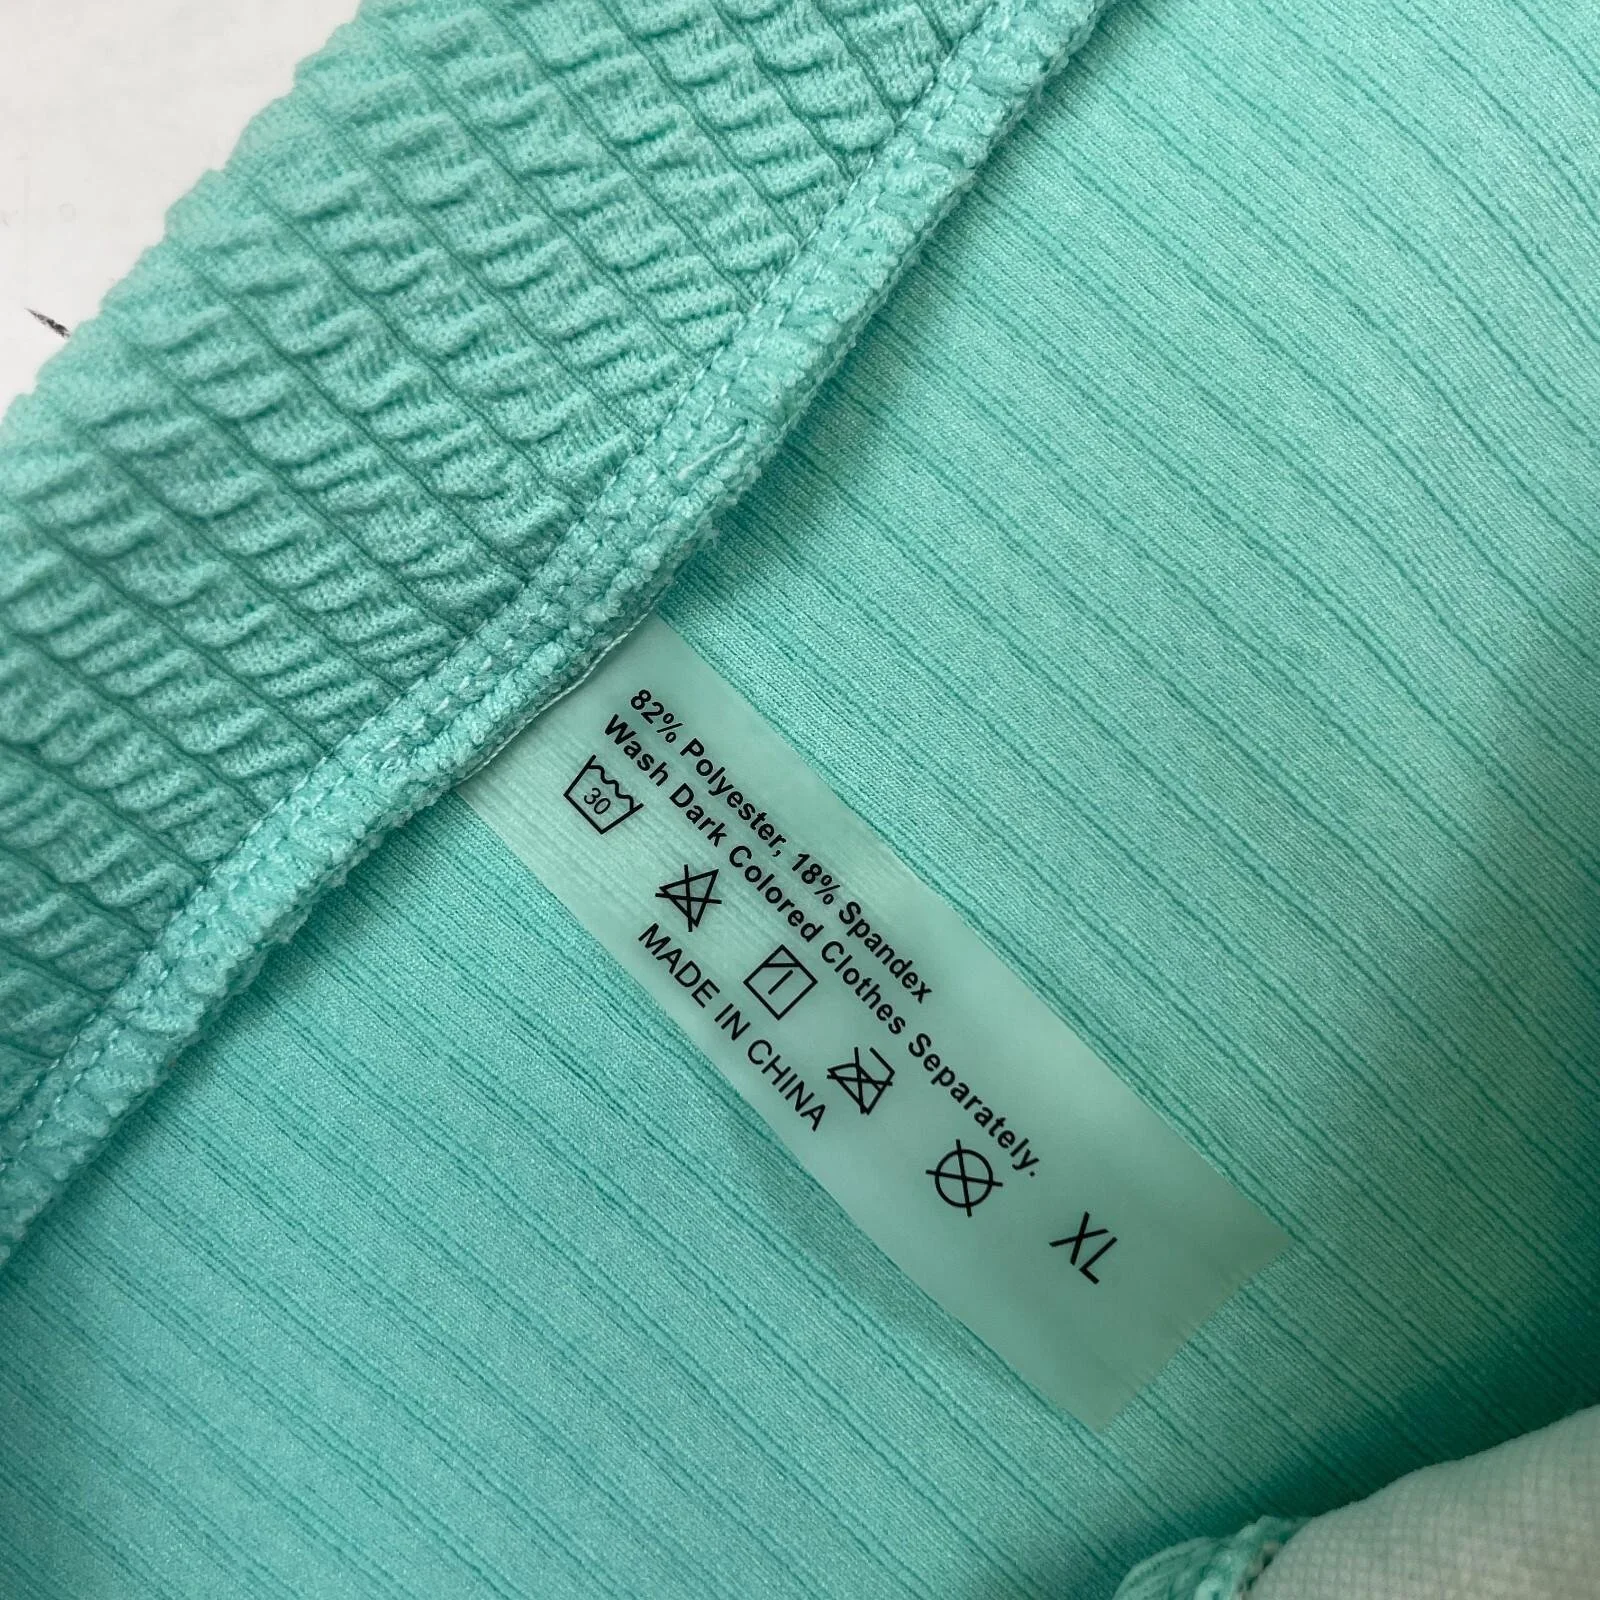 82% Polyester, 18% Spandex
Wash Dark Colored Clothes Separately.
30
MADE IN CHINA
XL